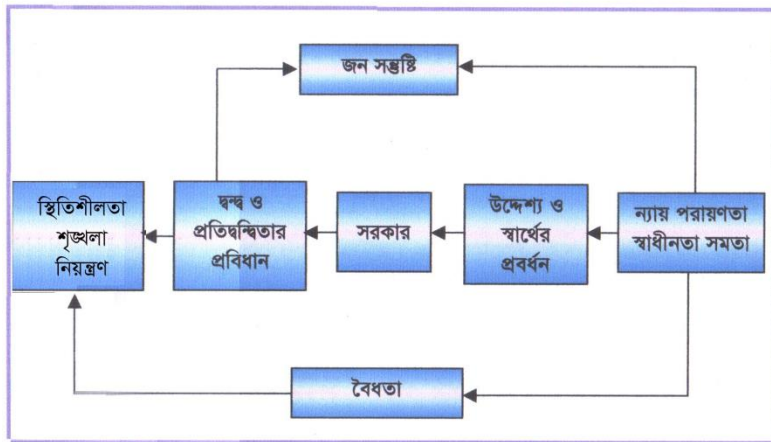 জন সন্তুষ্টি
স্থিতিশীলতা
শৃঙ্খলা
নিয়ন্ত্রণ
দ্বন্দ্ব ও
প্রতিদ্বন্দ্বিতার
প্রবিধান
সরকার
উদ্দেশ্য ও
স্বার্থের
প্রবর্ধন
ন্যায় পরায়ণতা
স্বাধীনতা সমতা
বৈধতা